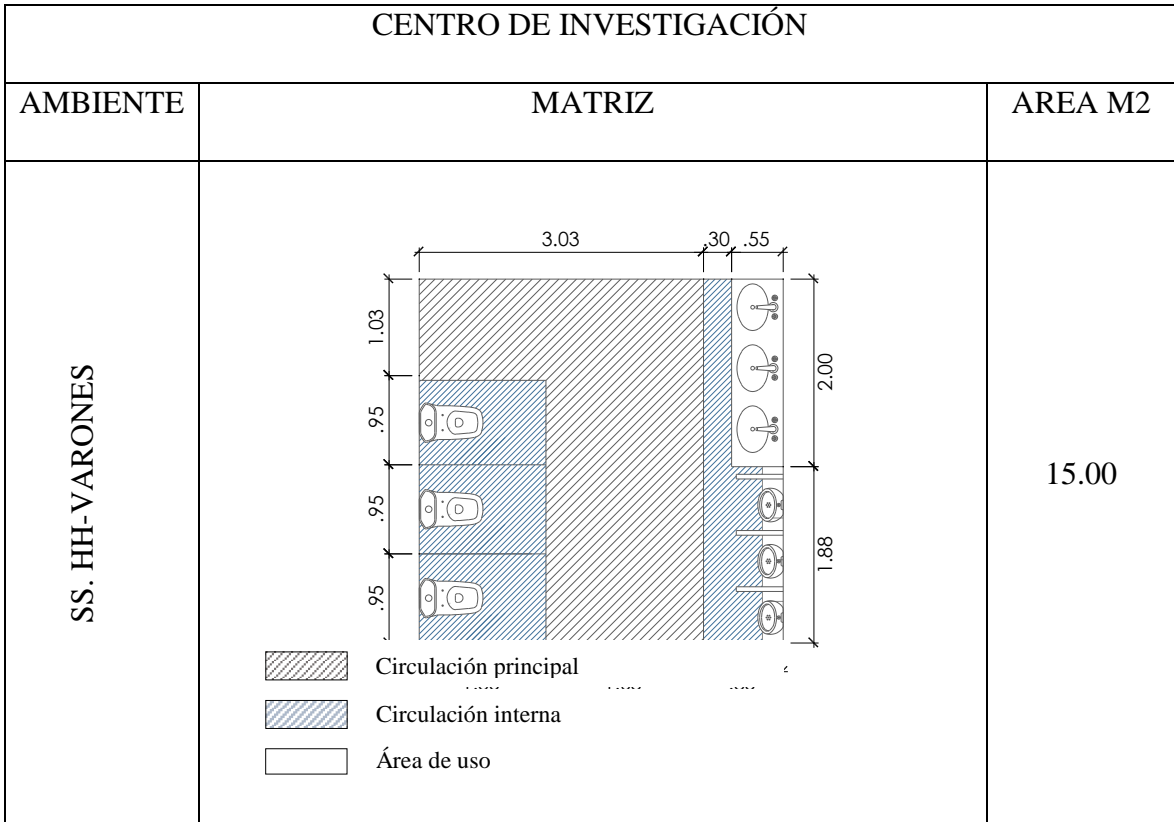 CENTRO DE INVESTIGACIÓN
AMBIENTE
MATRIZ
AREA M2
SS. HH-VARONES
3.03
.30
.55
1.03
.95
.95
.95
2.00
1.88
15.00
Circulación principal
Circulación interna
Área de uso